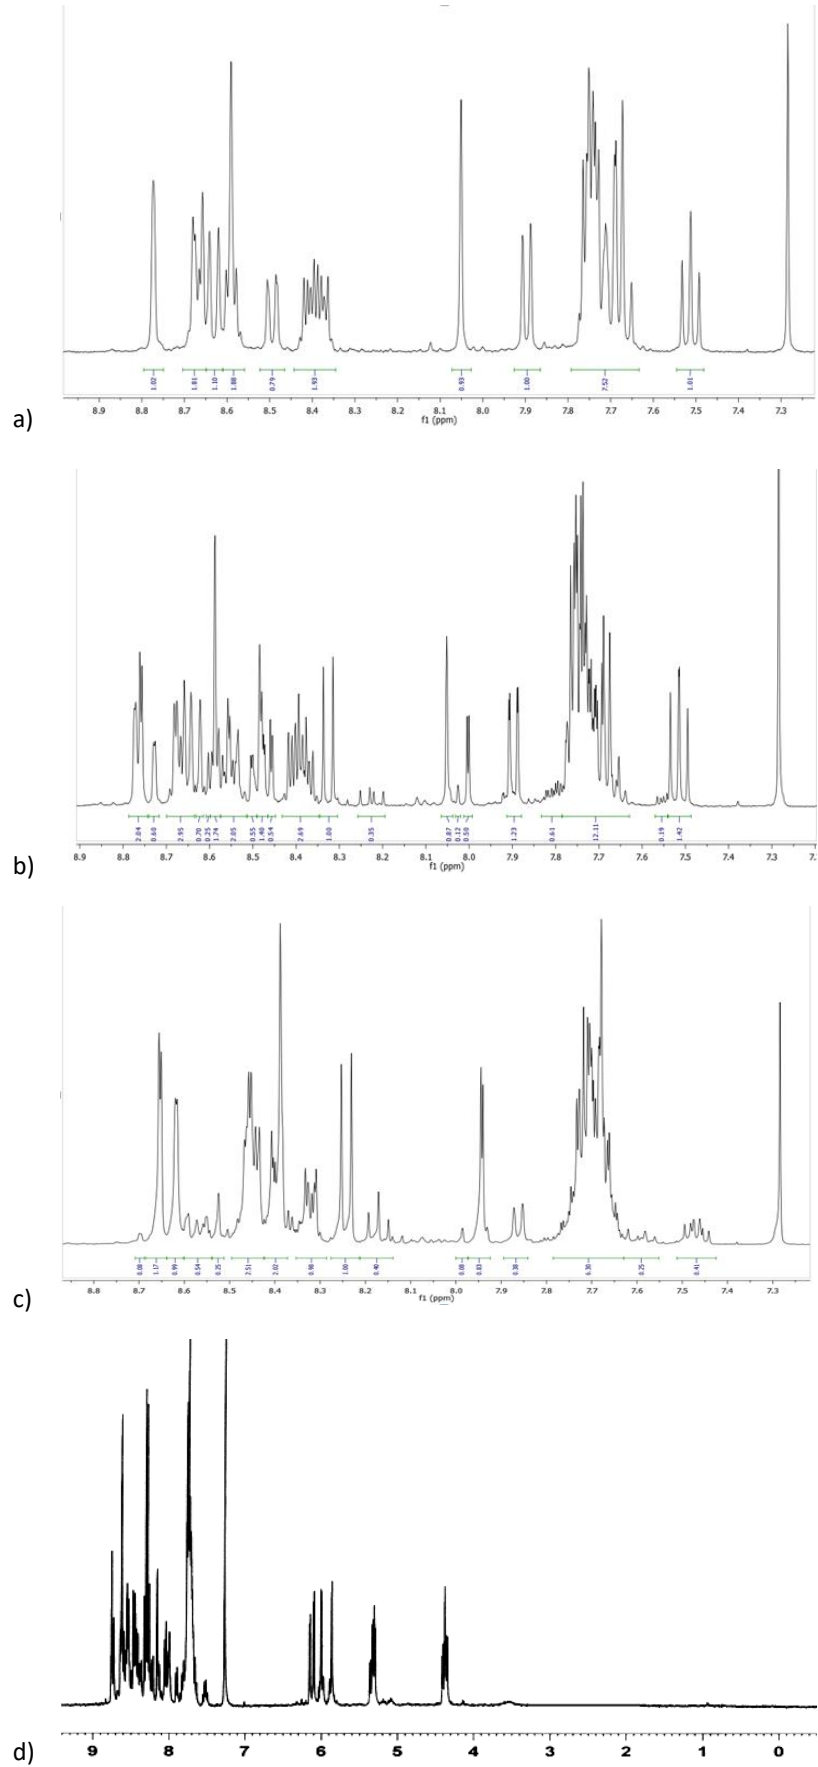 1.02 1.81 1.10 1.88 0.79 1.93 0.93 1.00 7.52 1.01
8.9 8.8 8.7 8.6 8.5 8.4 8.3 8.2 8.1 8.0 7.9 7.8 7.7 7.6 7.5 7.4 7.3
f1 (ppm)
a)
2.04 0.80 2.95 0.70 0.25 1.74 2.05 0.55 1.40 0.54 2.69 1.00 0.35 0.87 0.12 0.50 1.23 0.61 12.11 0.19 1.42
8.9 8.8 8.7 8.6 8.5 8.4 8.3 8.2 8.1 8.0 7.9 7.8 7.7 7.6 7.5 7.4
f1 (ppm)
b)
0.08 1.17 0.99 0.54 0.25 2.51 2.02 0.98 1.00 0.40 0.08 0.83 0.30 6.30 0.25 0.41
8.8 8.7 8.6 8.5 8.4 8.3 8.2 8.1 8.0 7.9 7.8 7.7 7.6 7.5 7.4 7.3
f1 (ppm)
c)
9 8 7 6 5 4 3 2 1 0
d)